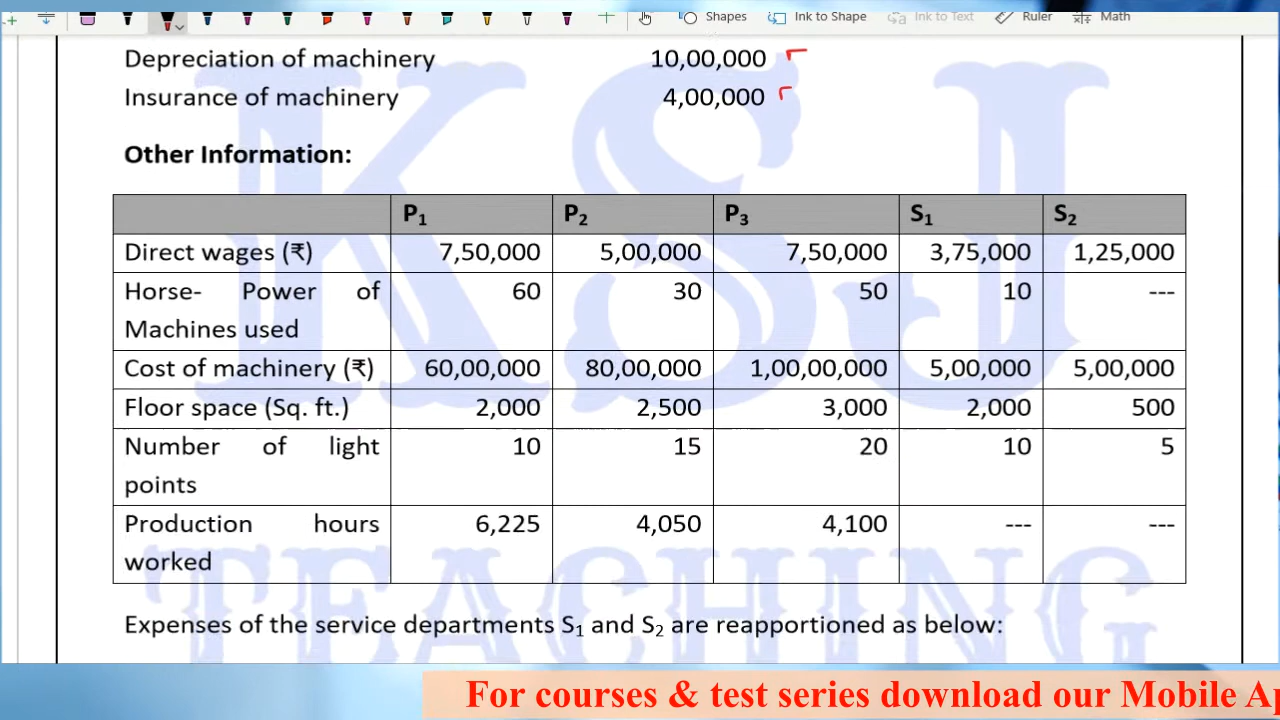 Shapes Ink to Shape Ink to Text Ruler Math
Depreciation of machinery 10,00,000
Insurance of machinery 4,00,000
Other Information:
P1 P2 P3 S1 S2
Direct wages (₹) 7,50,000 5,00,000 7,50,000 3,75,000 1,25,000
Horse- Power of 60 30 50 10 ---
Machines used
Cost of machinery (₹) 60,00,000 80,00,000 1,00,00,000 5,00,000 5,00,000
Floor space (Sq. ft.) 2,000 2,500 3,000 2,000 500
Number of light 10 15 20 10 5
points
Production hours 6,225 4,050 4,100 --- ---
worked
Expenses of the service departments S1 and S2 are reapportioned as below:
KSJ
TEACHING
For courses & test series download our Mobile Ap